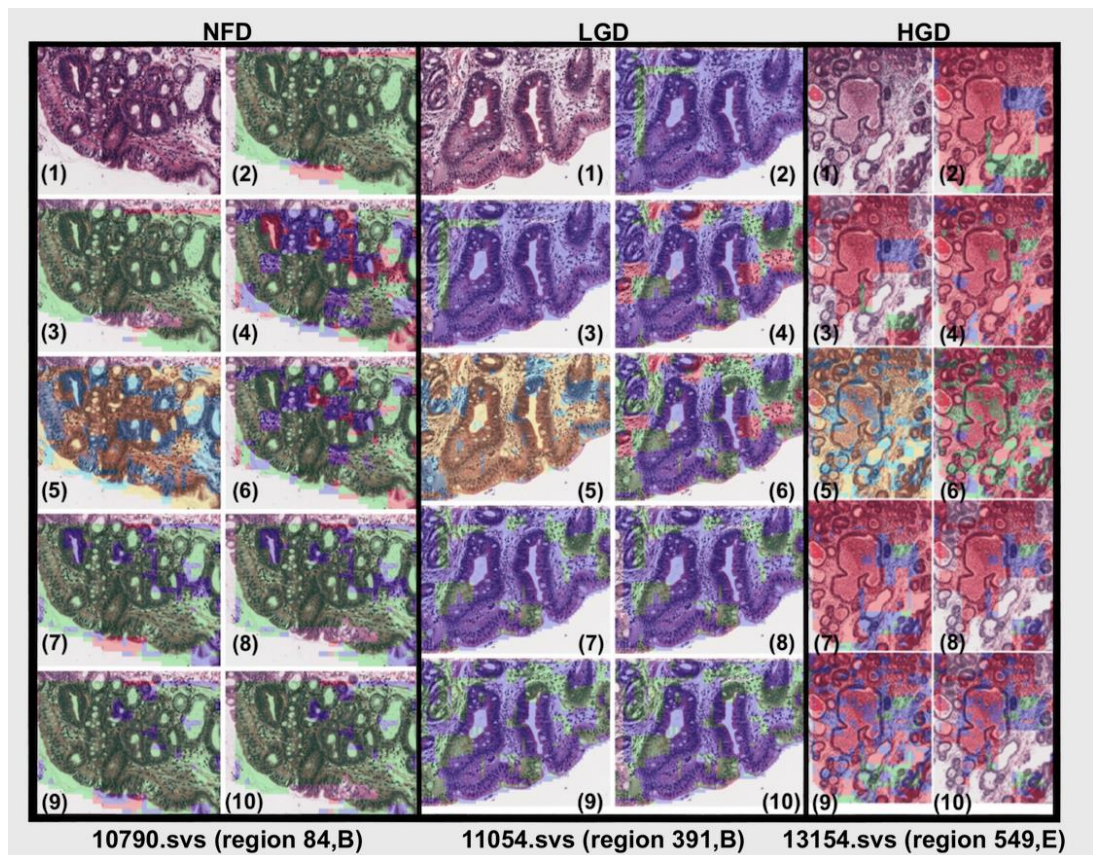 NFD LGD HGD
(1) (2) (1) (2) (1) (2)
(3) (4) (3) (4) (3) (4)
(5) (6) (5) (6) (5) (6)
(7) (8) (7) (8) (7) (8)
(9) (10) (9) (10) (9) (10)
10790.svs (region 84,B) 11054.svs (region 391,B) 13154.svs (region 549,E)